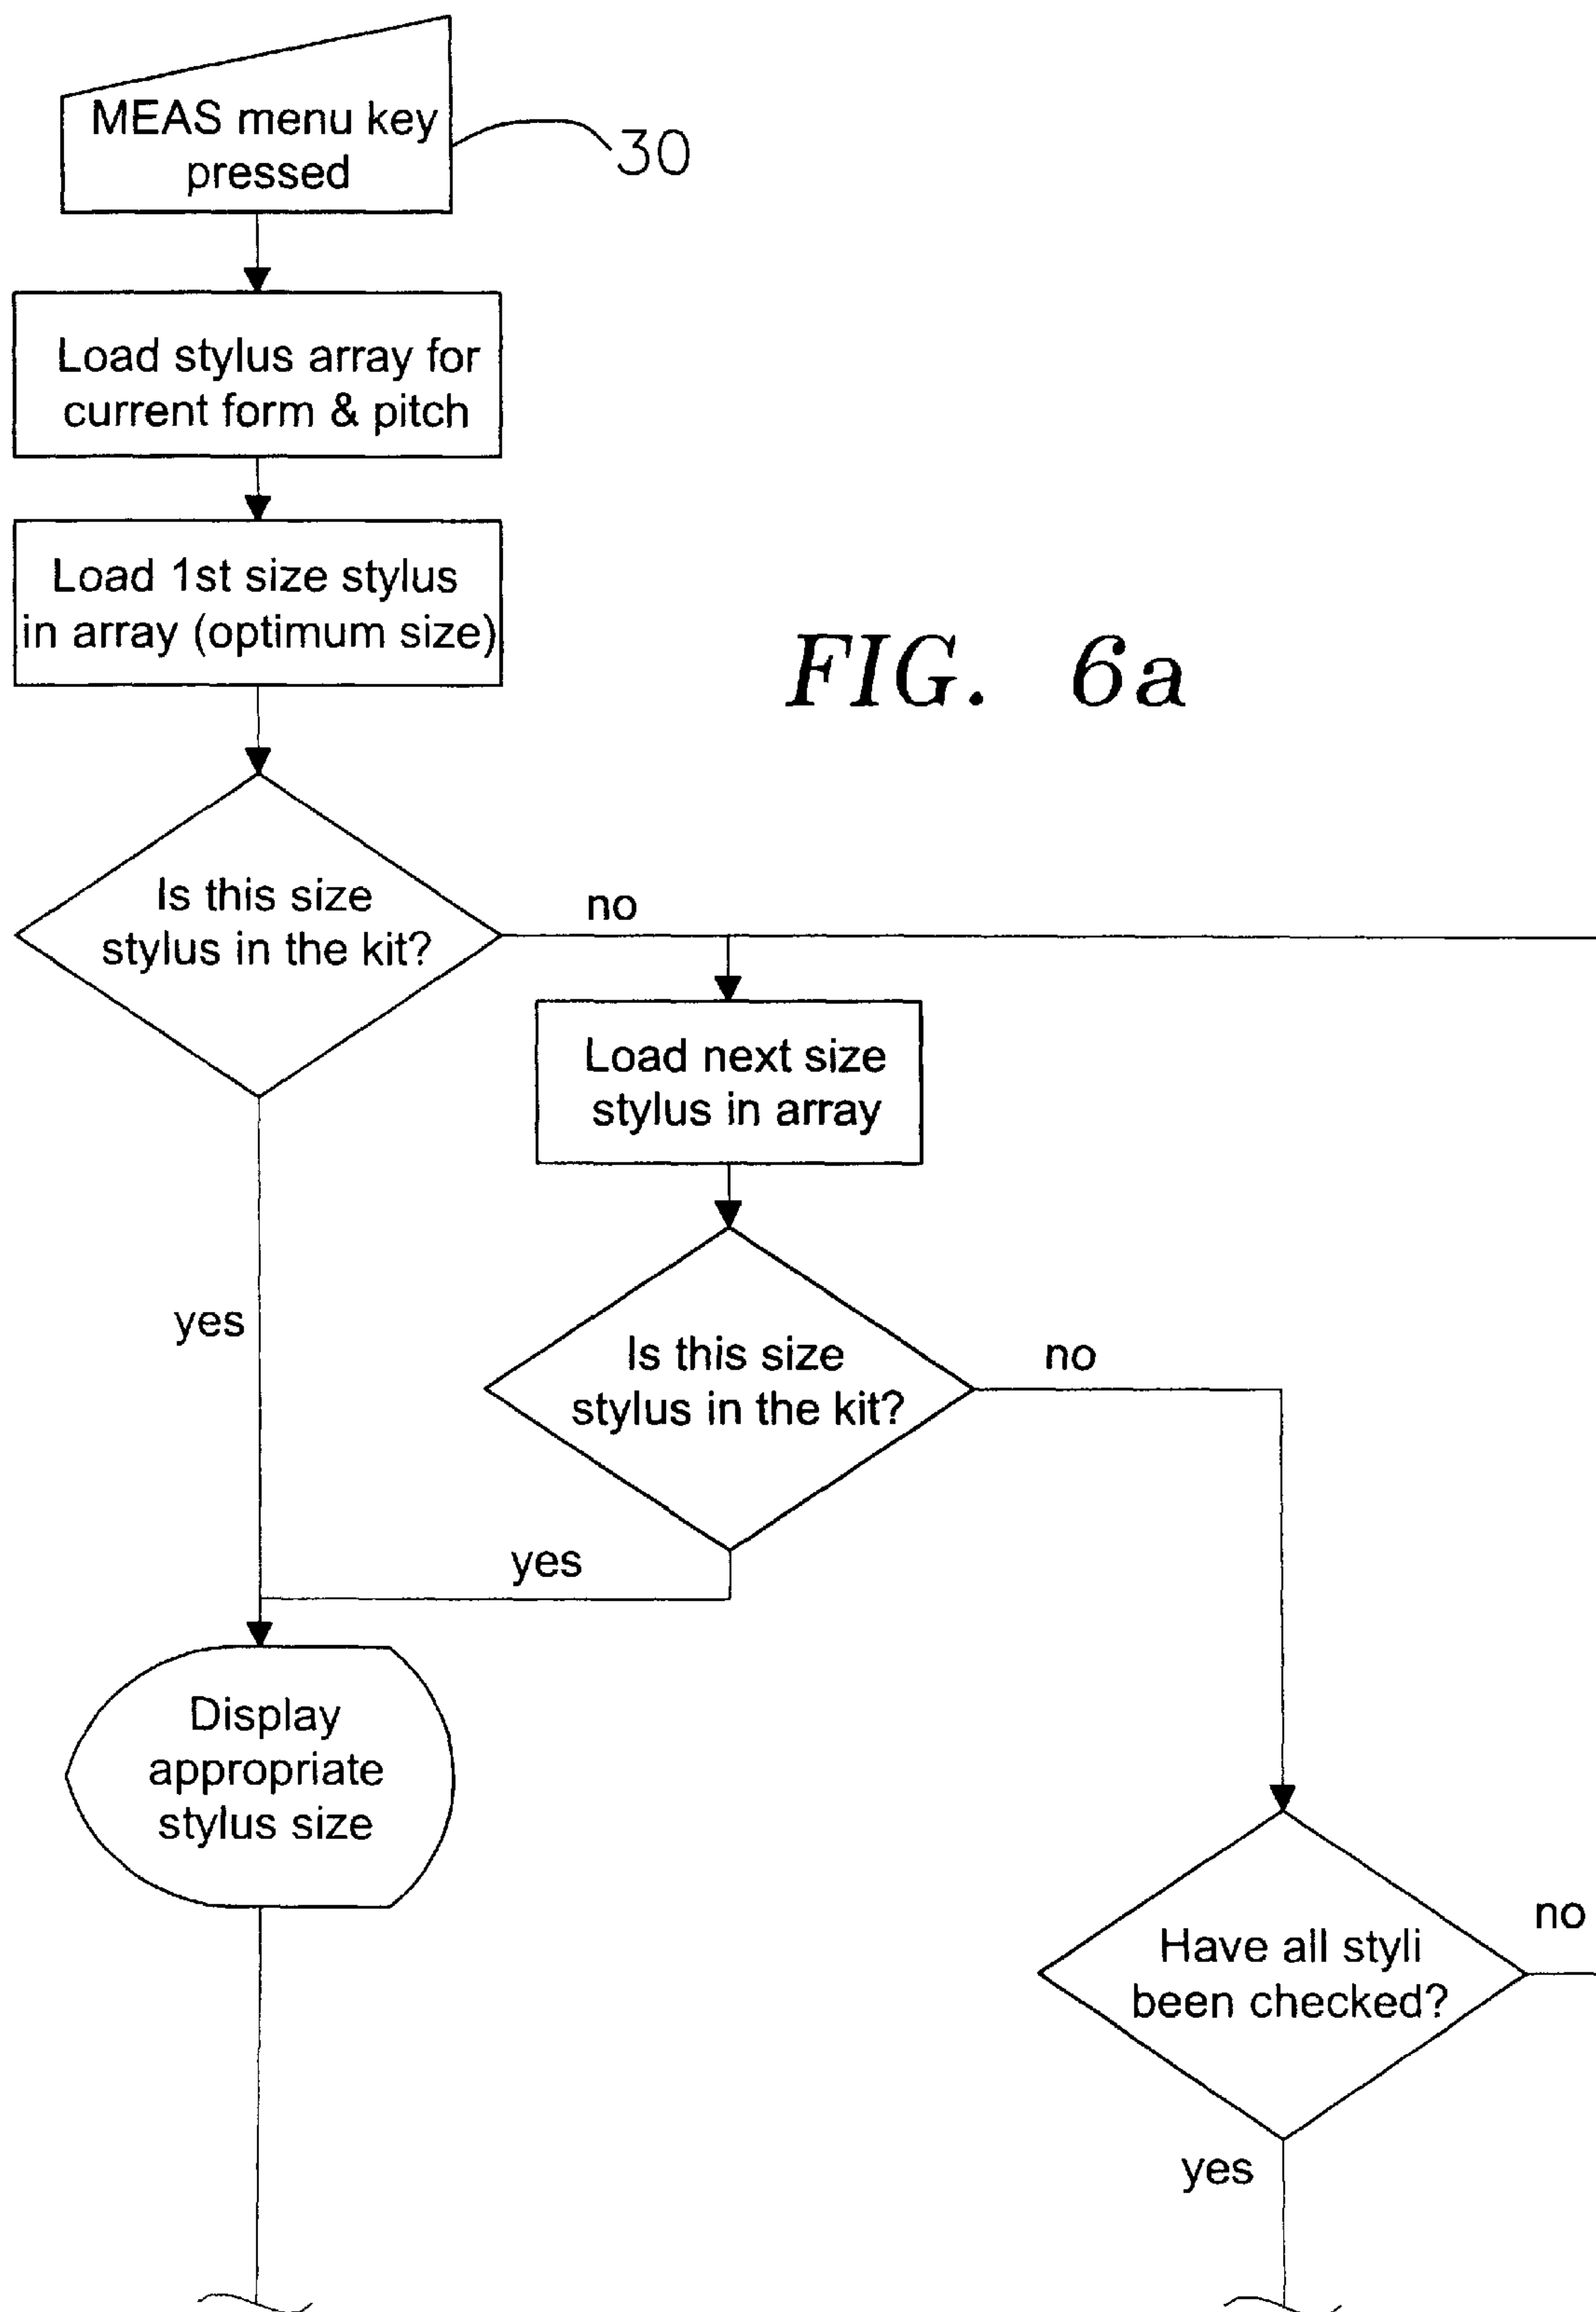 MEAS menu key
pressed
30
Load stylus array for
current form & pitch
Load 1st size stylus
in array (optimum size)
FIG. 6a
Is this size
stylus in the kit?
no
Load next size
stylus in array
yes
Is this size
stylus in the kit?
no
yes
Display
appropriate
stylus size
Have all styli
been checked?
no
yes